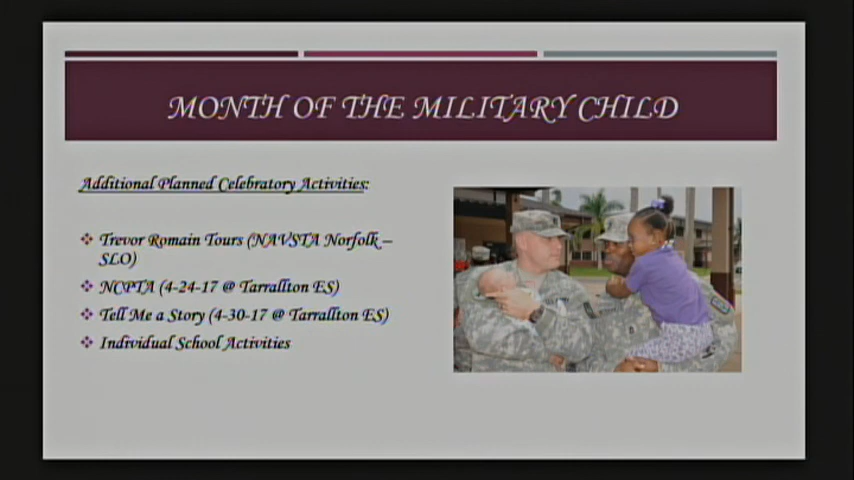 MONTH OF THE MILITARY CHILD
Additional Planned Celebratory Activities:
Trevor Romain Tours (NAVSTA Norfolk –
SLO)
NCPTA (4-24-17 @ Tarrallton ES)
Tell Me a Story (4-30-17 @ Tarrallton ES)
Individual School Activities